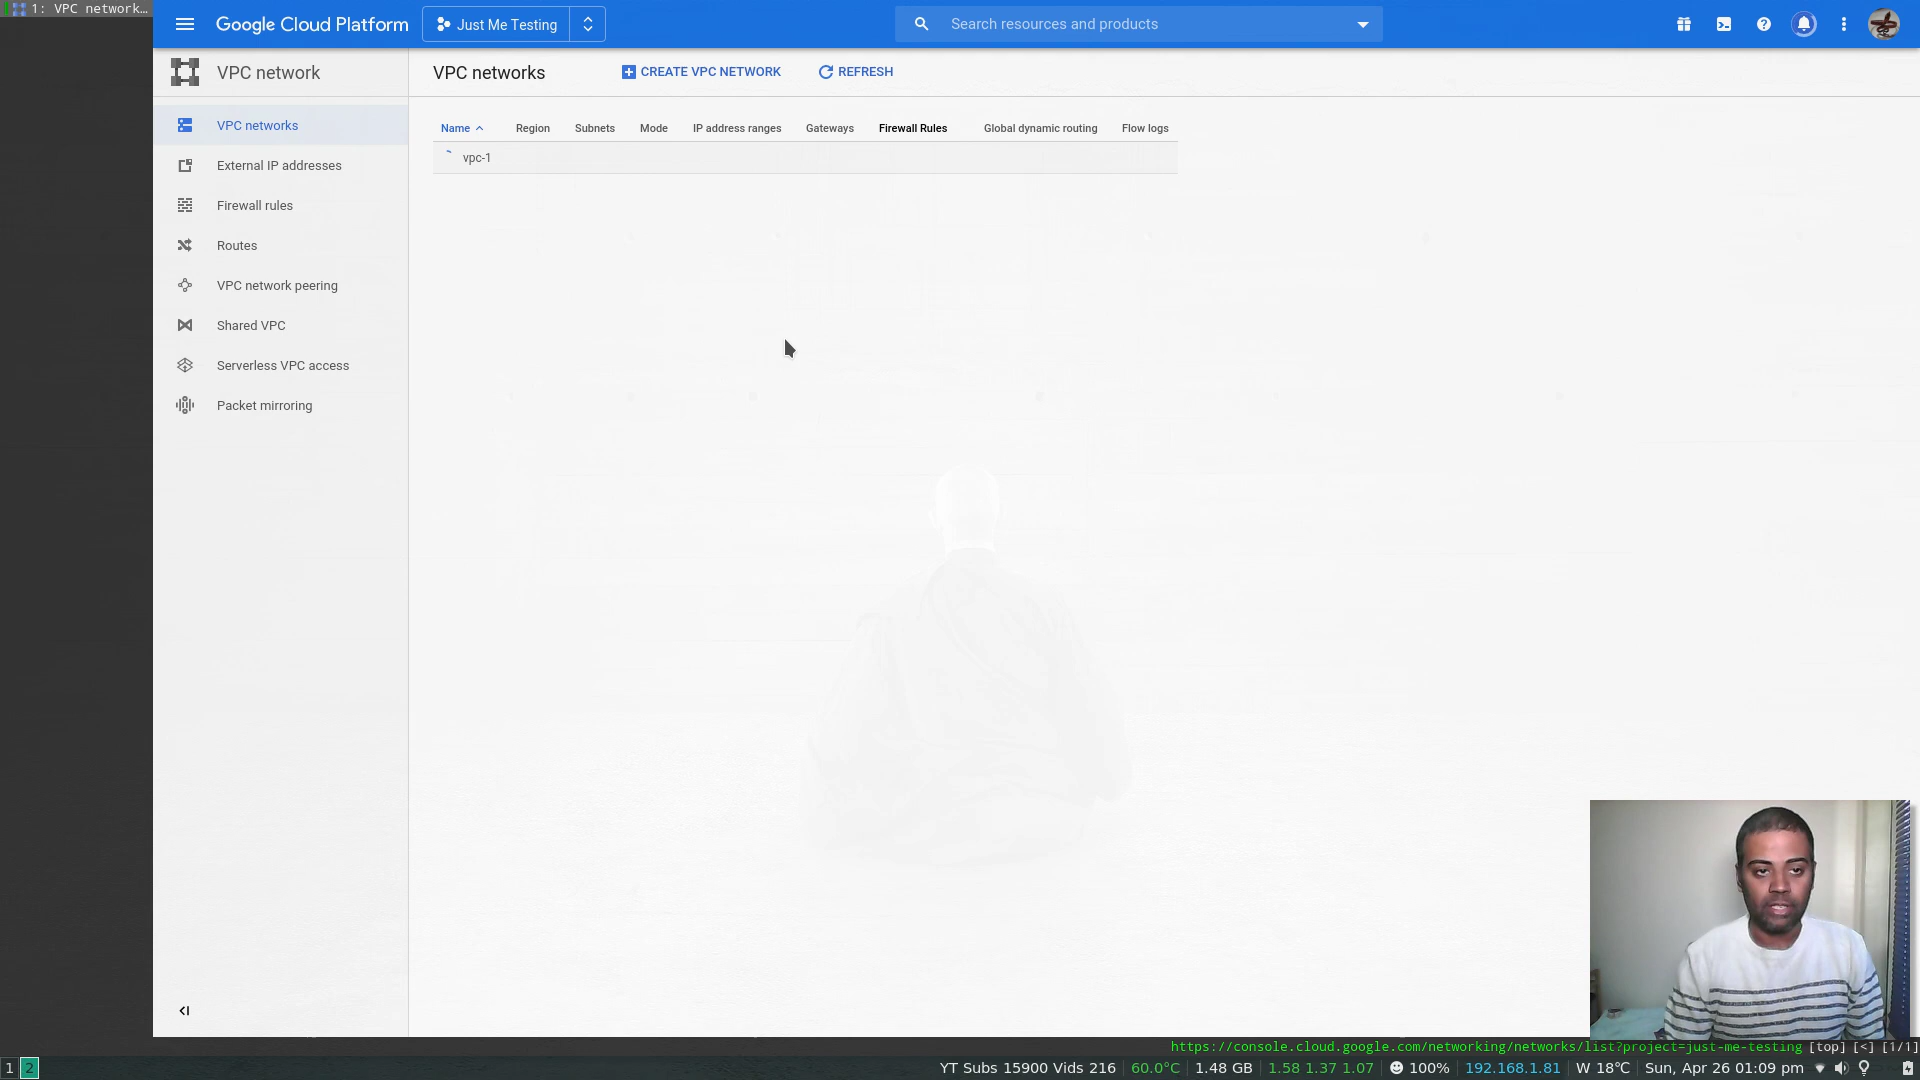 1: VPC network…
Google Cloud Platform
Just Me Testing
Search resources and products
VPC network
VPC networks
External IP addresses
Firewall rules
Routes
VPC network peering
Shared VPC
Serverless VPC access
Packet mirroring
VPC networks
CREATE VPC NETWORK
REFRESH
Name Region Subnets Mode IP address ranges Gateways Firewall Rules Global dynamic routing Flow logs
vpc-1
https://console.cloud.google.com/networking/networks/list?project=just-me-testing [top] [<] [1/1]
1 2
YT Subs 15900 Vids 216 60.0°C 1.48 GB 1.58 1.37 1.07 100% 192.168.1.81 W 18℃ Sun, Apr 26 01:09 pm